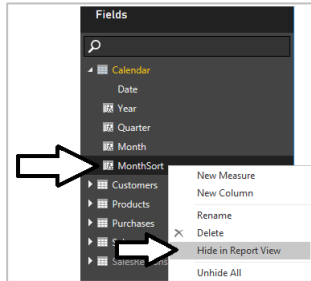 Fields
Calendar
Date
Year
Quarter
Month
MonthSort
New Measure
Customers
New Column
Products
Rename
Purchases
Delete
Hide in Report View
Unhide All